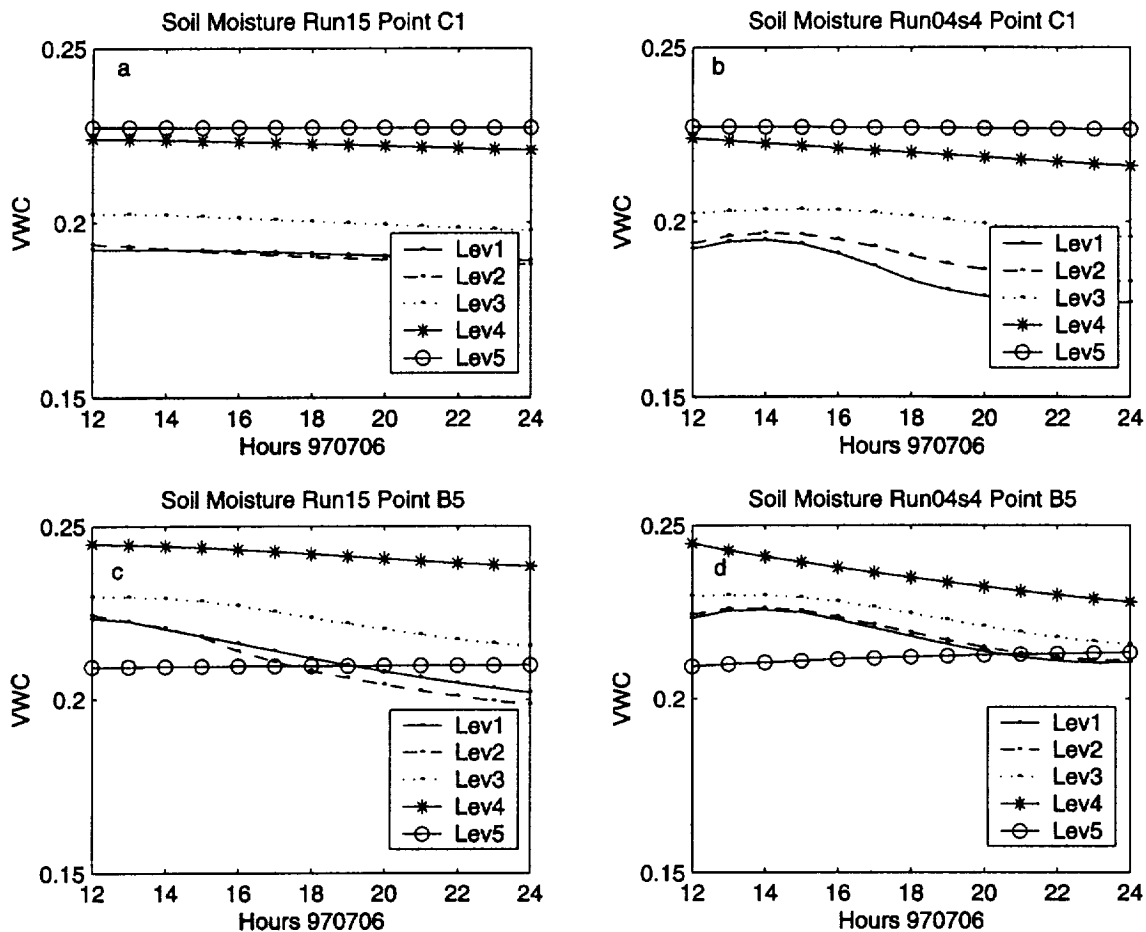 Soil Moisture Run15 Point C1
a
0.25
0.2
0.15
VWC
Lev1
Lev2
Lev3
Lev4
Lev5
12 14 16 18 20 22 24
Hours 970706
Soil Moisture Run04s4 Point C1
b
0.25
0.2
0.15
VWC
Lev1
Lev2
Lev3
Lev4
Lev5
12 14 16 18 20 22 24
Hours 970706
Soil Moisture Run15 Point B5
c
0.25
0.2
0.15
VWC
Lev1
Lev2
Lev3
Lev4
Lev5
12 14 16 18 20 22 24
Hours 970706
Soil Moisture Run04s4 Point B5
d
0.25
0.2
0.15
VWC
Lev1
Lev2
Lev3
Lev4
Lev5
12 14 16 18 20 22 24
Hours 970706